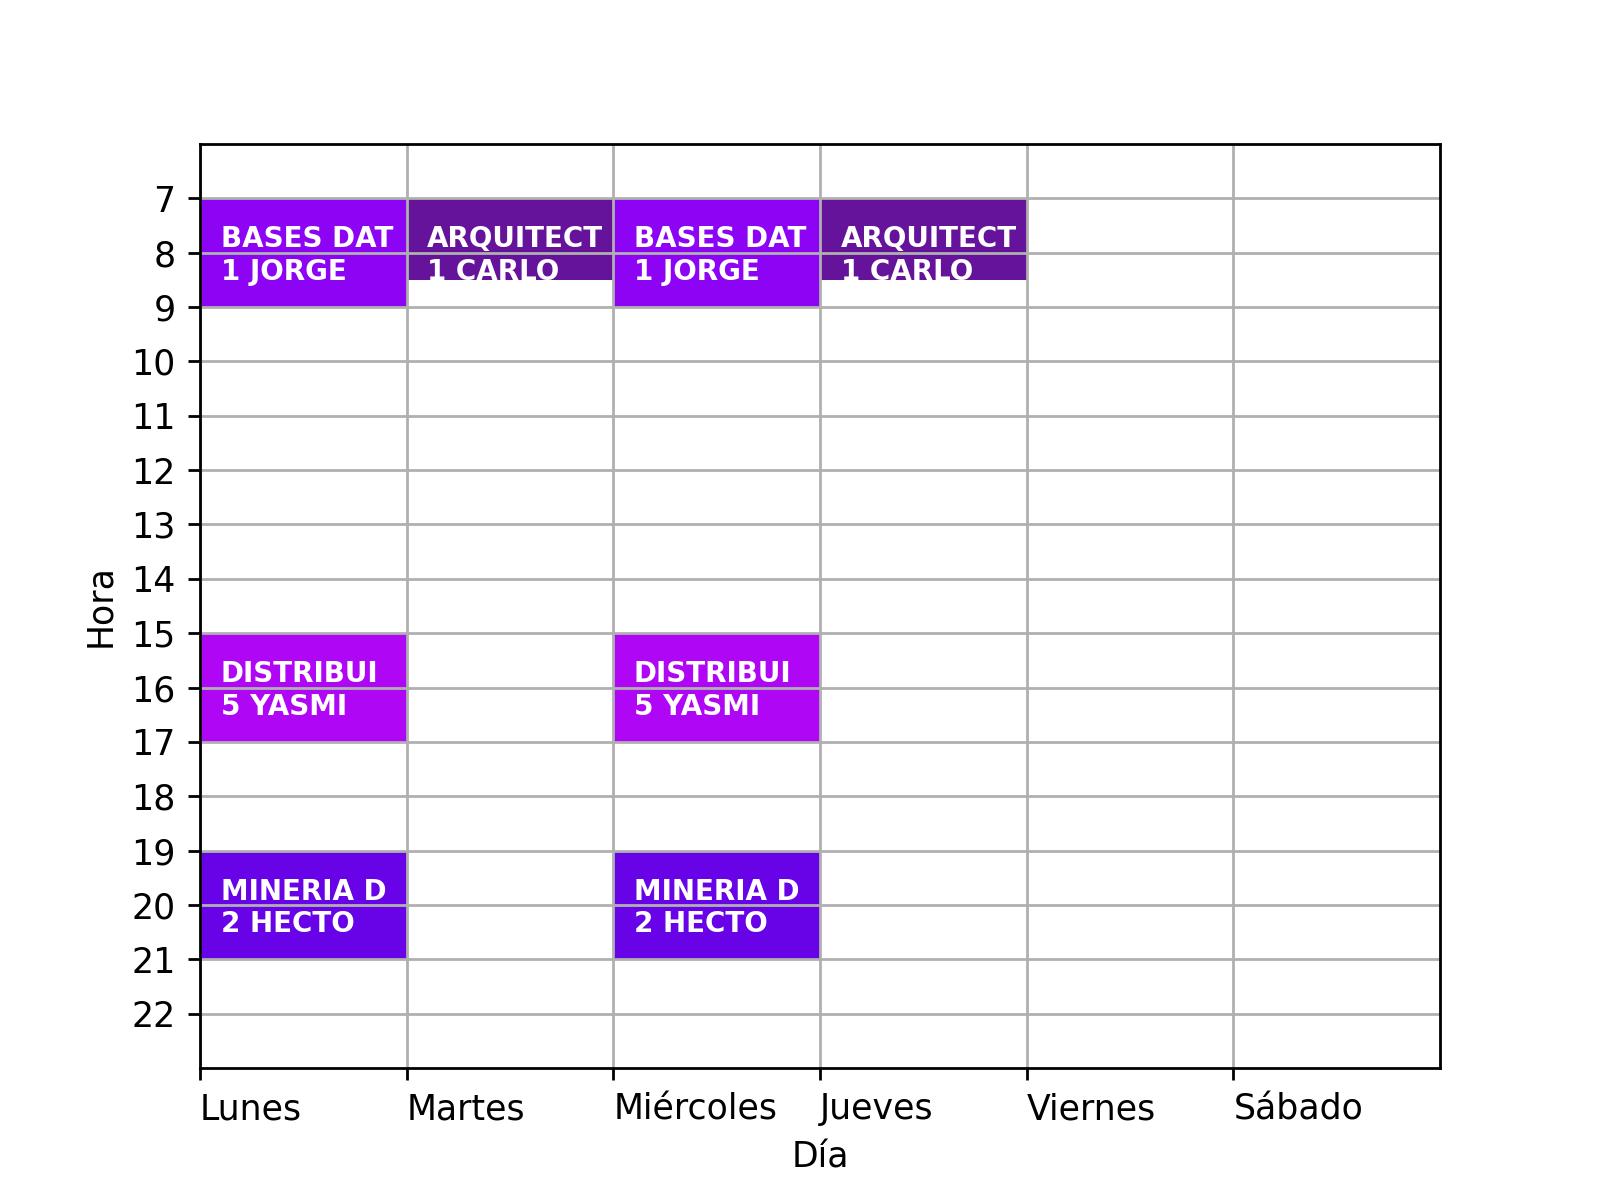 7
BASES DAT
1 JORGE
ARQUITECT
1 CARLO
BASES DAT
1 JORGE
ARQUITECT
1 CARLO
8
9
10
11
12
13
14
Hora
15
DISTRIBUI
5 YASMI
DISTRIBUI
5 YASMI
16
17
18
19
MINERIA D
2 HECTO
MINERIA D
2 HECTO
20
21
22
Lunes Martes Miércoles Jueves Viernes Sábado
Día